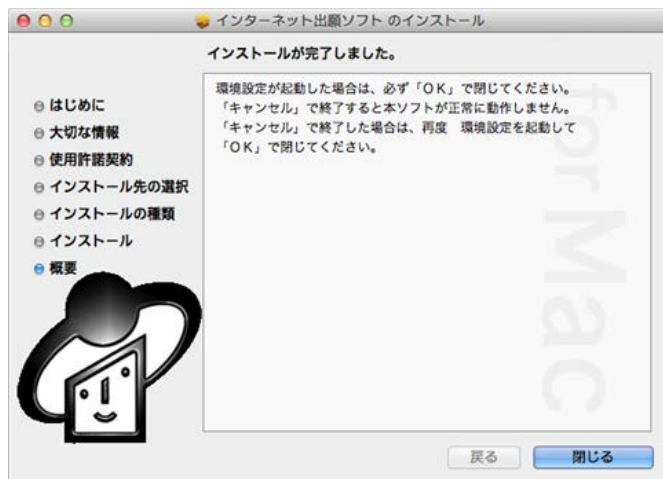 インターネット出願ソフト のインストール
インストールが完了しました。
はじめに
大切な情報
使用許諾契約
インストール先の選択
インストールの種類
インストール
概要
環境設定が起動した場合は、必ず「ＯＫ」で閉じてください。
「キャンセル」で終了すると本ソフトが正常に動作しません。
「キャンセル」で終了した場合は、再度　環境設定を起動して
「ＯＫ」で閉じてください。
for Mac
戻る
閉じる